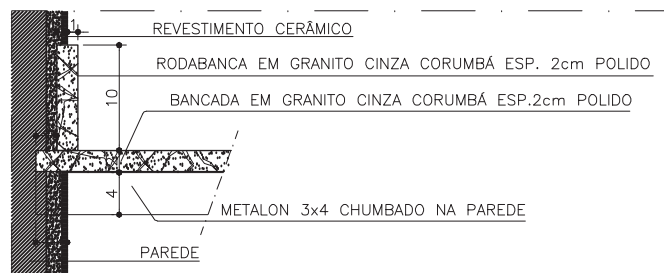 1
REVESTIMENTO CERÂMICO
RODABANCA EM GRANITO CINZA CORUMBÁ ESP. 2cm POLIDO
10
BANCADA EM GRANITO CINZA CORUMBÁ ESP.2cm POLIDO
4
METALON 3x4 CHUMBADO NA PAREDE
PAREDE